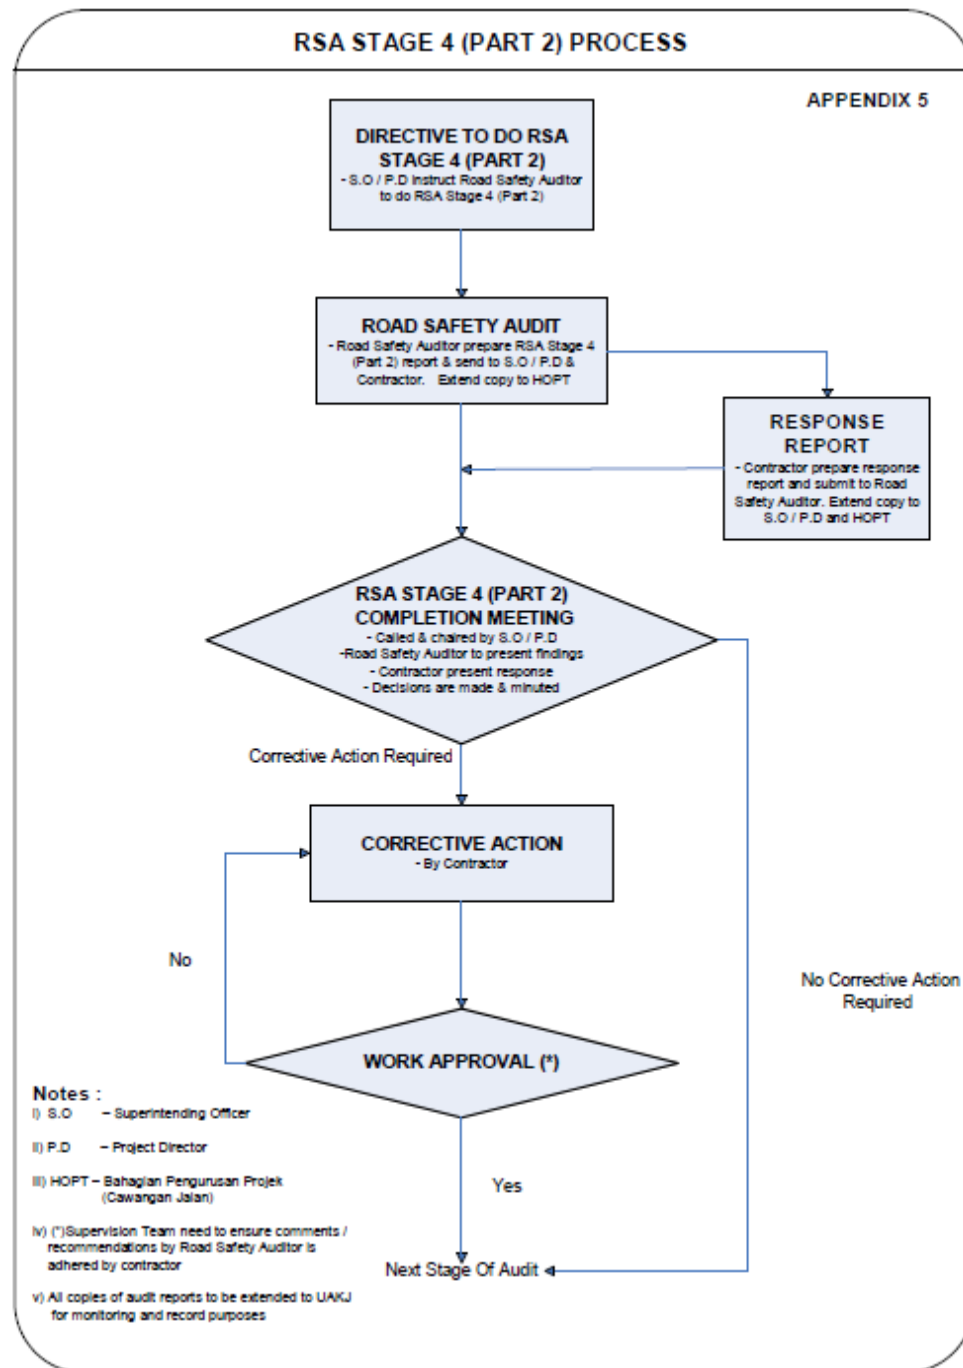 RSA STAGE 4 (PART 2) PROCESS
APPENDIX 5
DIRECTIVE TO DO RSA
STAGE 4 (PART 2)
- S.O / P.D Instruct Road Safety Auditor
to do RSA Stage 4 (Part 2)
ROAD SAFETY AUDIT
- Road Safety Auditor prepare RSA Stage 4
(Part 2) report & send to S.O / P.D &
Contractor. Extend copy to HOPT
RESPONSE
REPORT
- Contractor prepare response
report and submit to Road
Safety Auditor. Extend copy to
S.O / P.D and HOPT
RSA STAGE 4 (PART 2)
COMPLETION MEETING
- Called & chaired by S.O / P.D
-Road Safety Auditor to present findings
- Contractor present response
- Decisions are made & minuted
Corrective Action Required
CORRECTIVE ACTION
- By Contractor
No
No Corrective Action
Required
WORK APPROVAL (*)
Yes
Next Stage Of Audit
Notes :
i) S.O – Superintending Officer
ii) P.D – Project Director
iii) HOPT – Bahagian Pengurusan Projek
(Cawangan Jalan)
iv) (*)Supervision Team need to ensure comments /
recommendations by Road Safety Auditor is
adhered by contractor
v) All copies of audit reports to be extended to UAKJ
for monitoring and record purposes